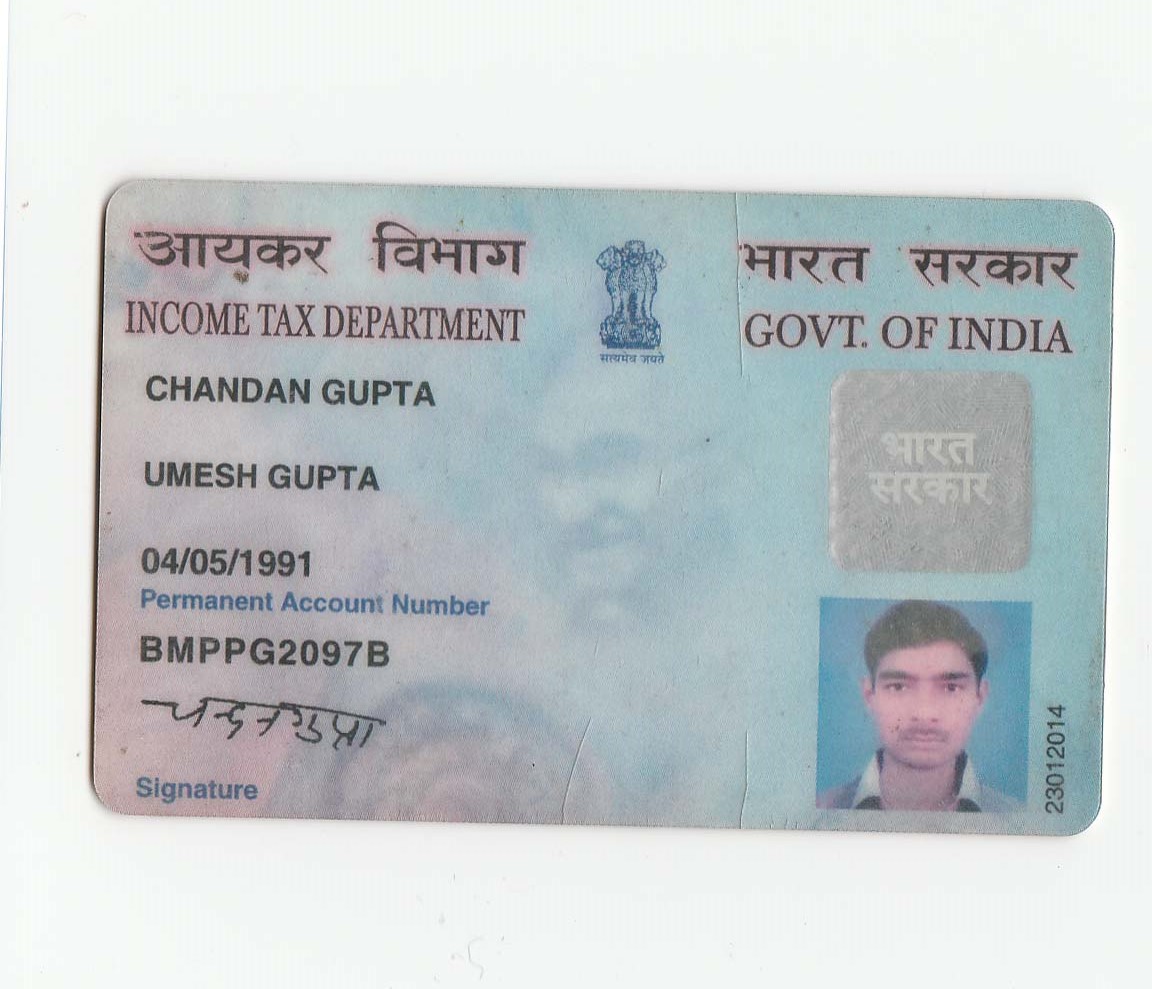 आयकर विभाग भारत सरकार
INCOME TAX DEPARTMENT GOVT. OF INDIA
सत्यमेव जयते
CHANDAN GUPTA
UMESH GUPTA
04/05/1991
Permanent Account Number
BMPPG2097B
चन्दनगुप्ता
Signature
भारत
सरकार
23012014